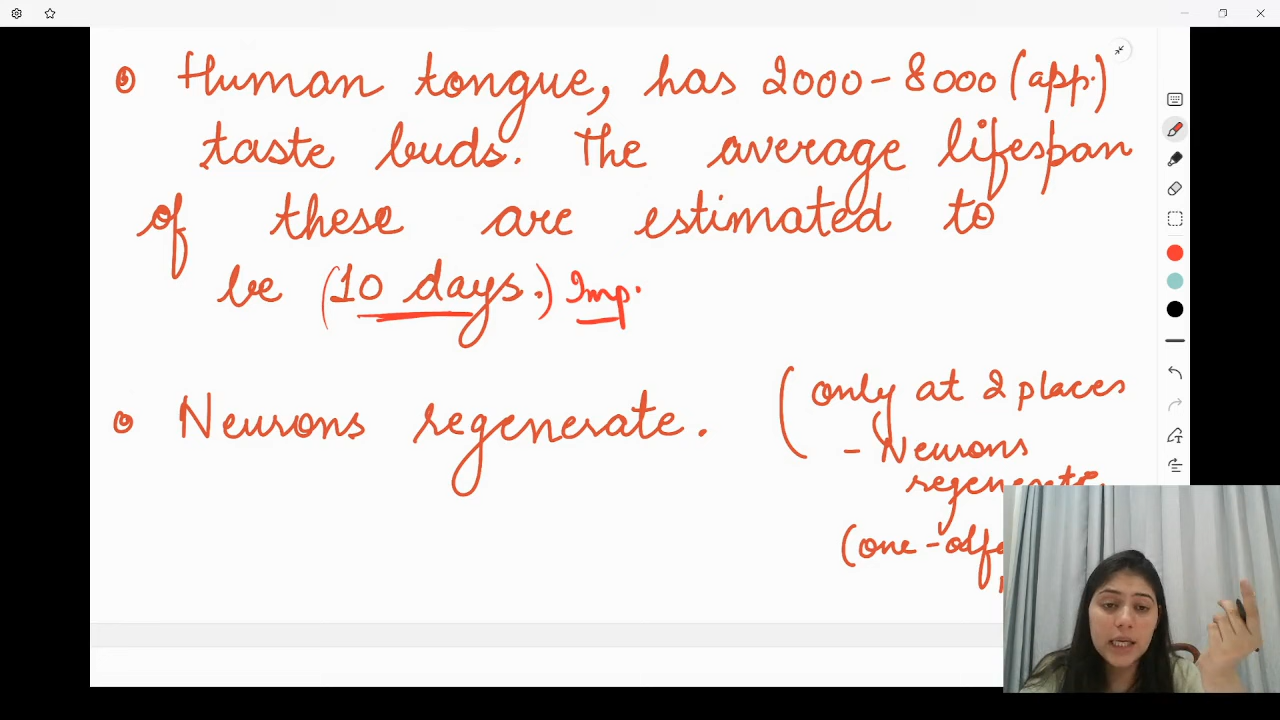 Human tongue, has 2000-8000 (app.)
taste buds. The average lifespan
of these are estimated to
be (10 days.) Imp.
Neurons regenerate.
(only at 2 places
- Neurons
regenerate
(one-